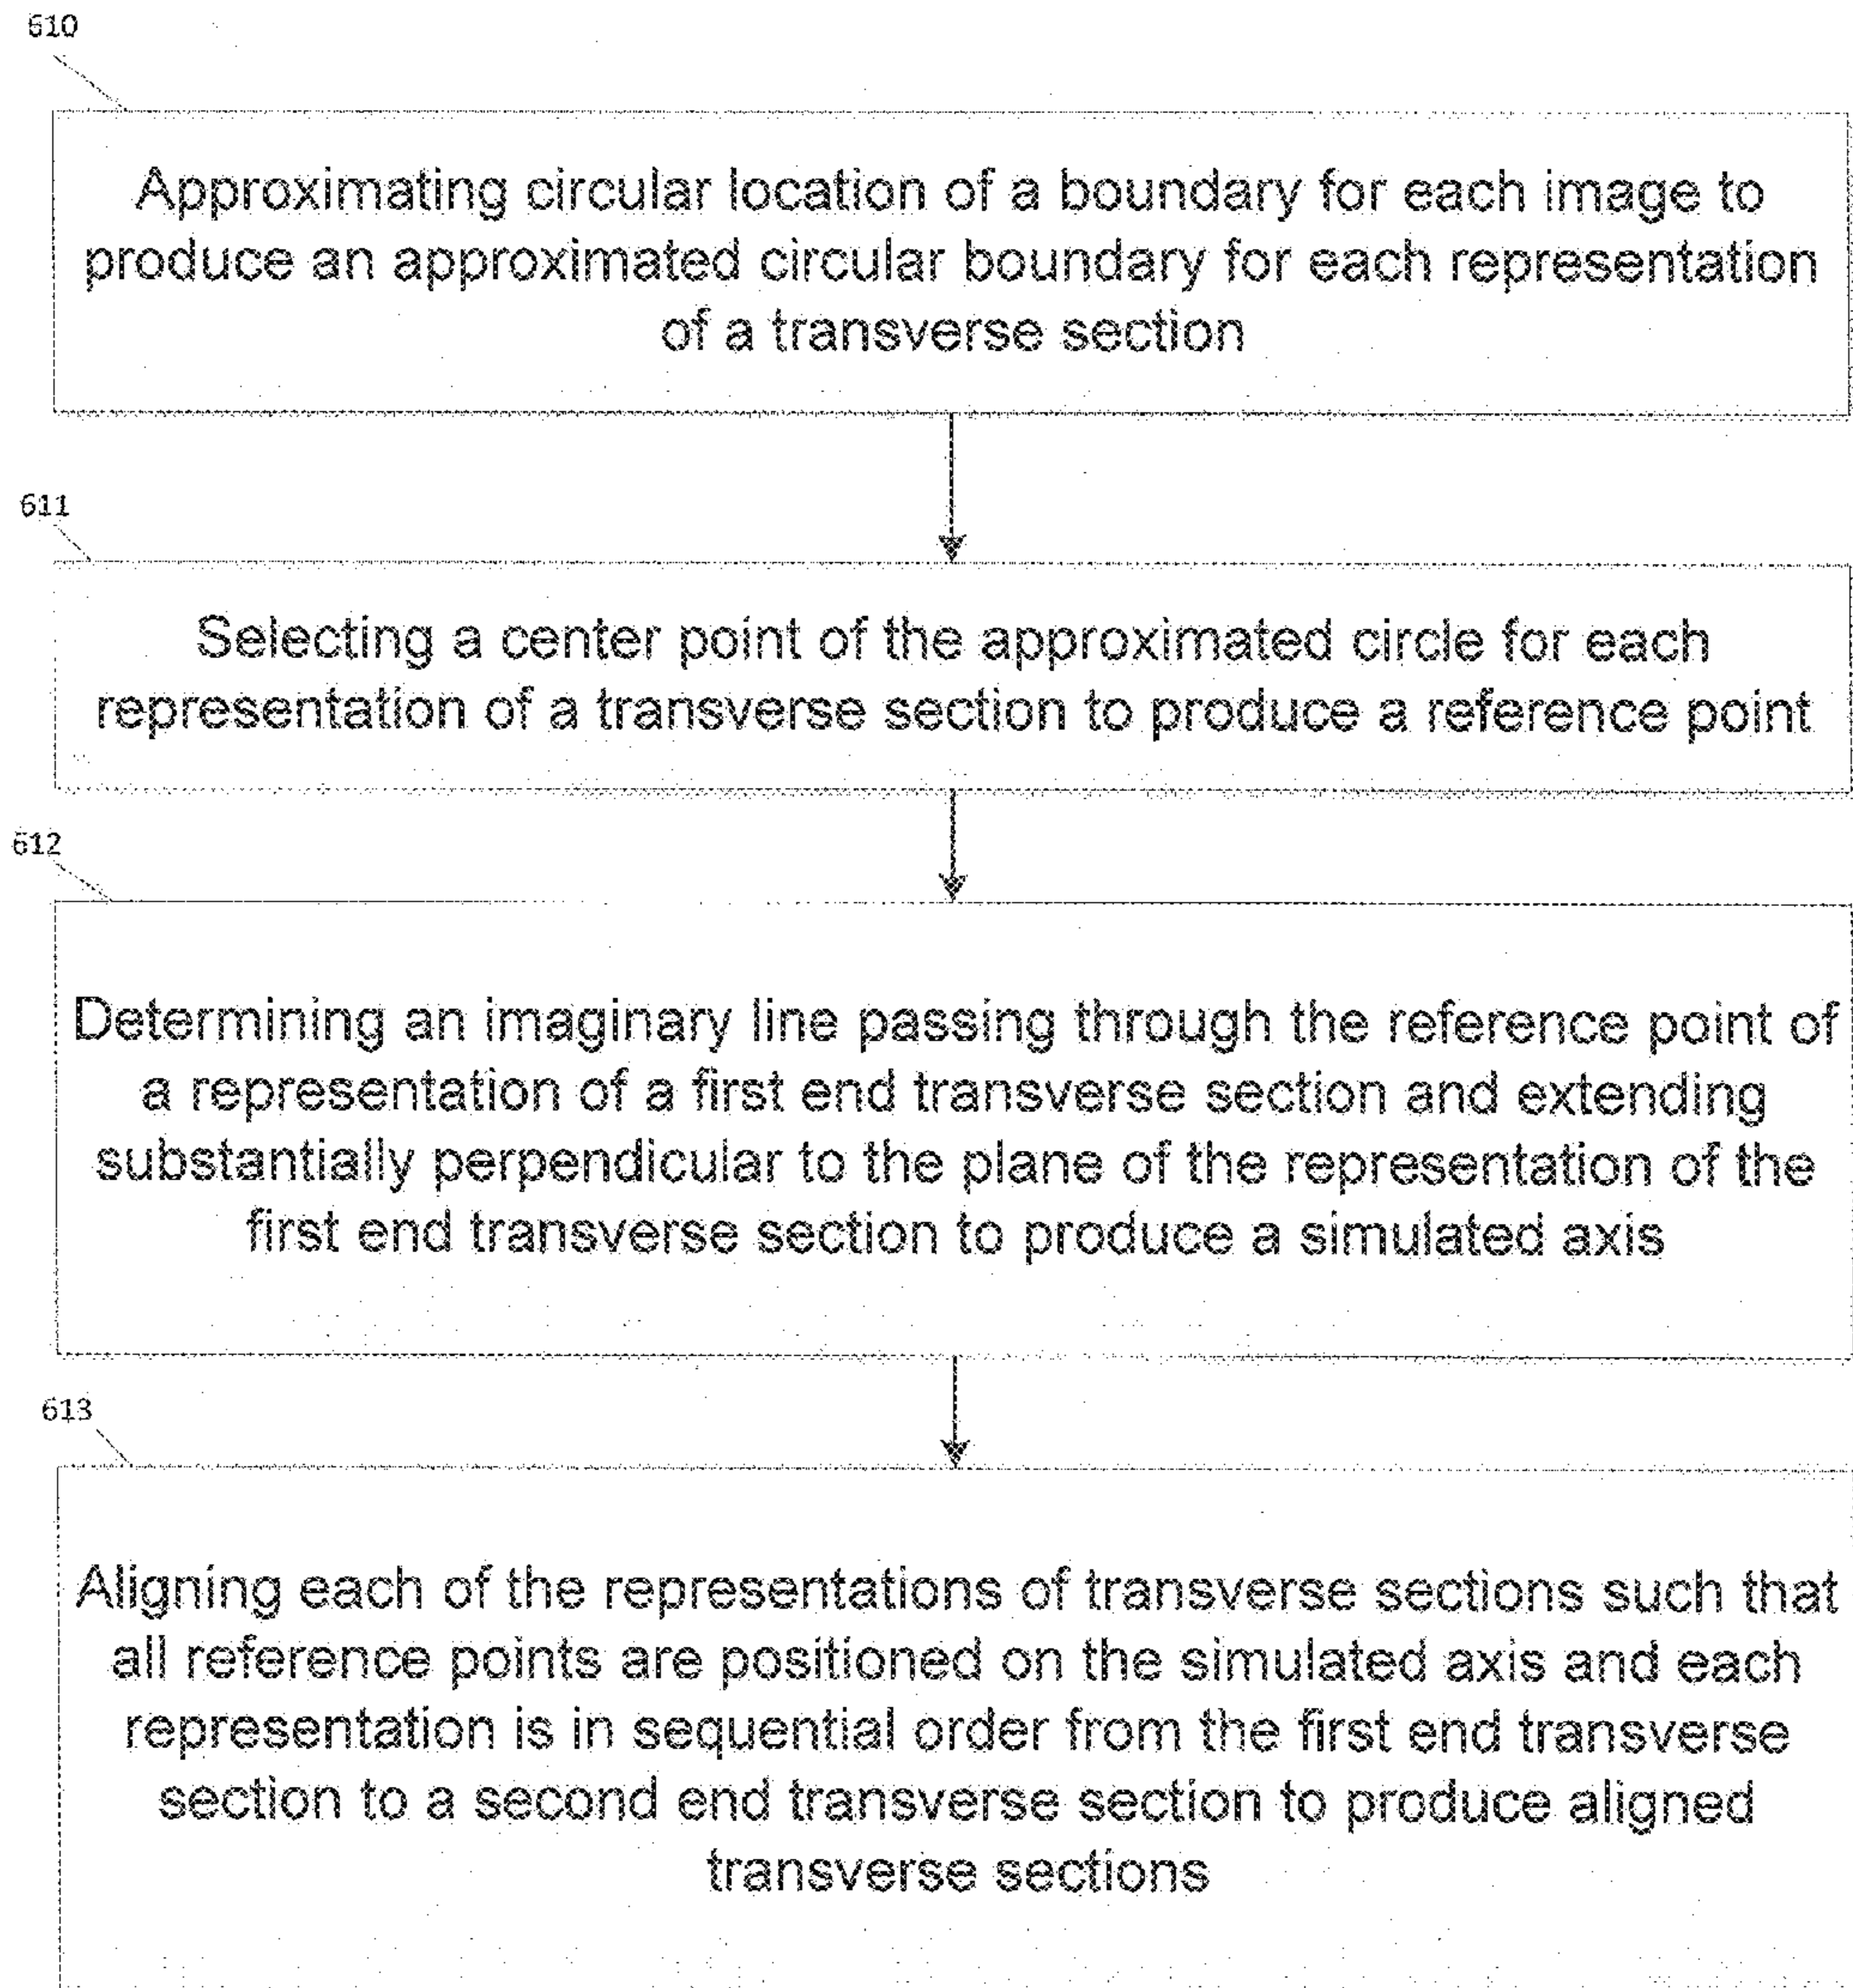 610
Approximating circular location of a boundary for each image to
produce an approximated circular boundary for each representation
of a transverse section
611
Selecting a center point of the approximated circle for each
representation of a transverse section to produce a reference point
612
Determining an imaginary line passing through the reference point of
a representation of a first end transverse section and extending
substantially perpendicular to the plane of the representation of the
first end transverse section to produce a simulated axis
613
Aligning each of the representations of transverse sections such that
all reference points are positioned on the simulated axis and each
representation is in sequential order from the first end transverse
section to a second end transverse section to produce aligned
transverse sections